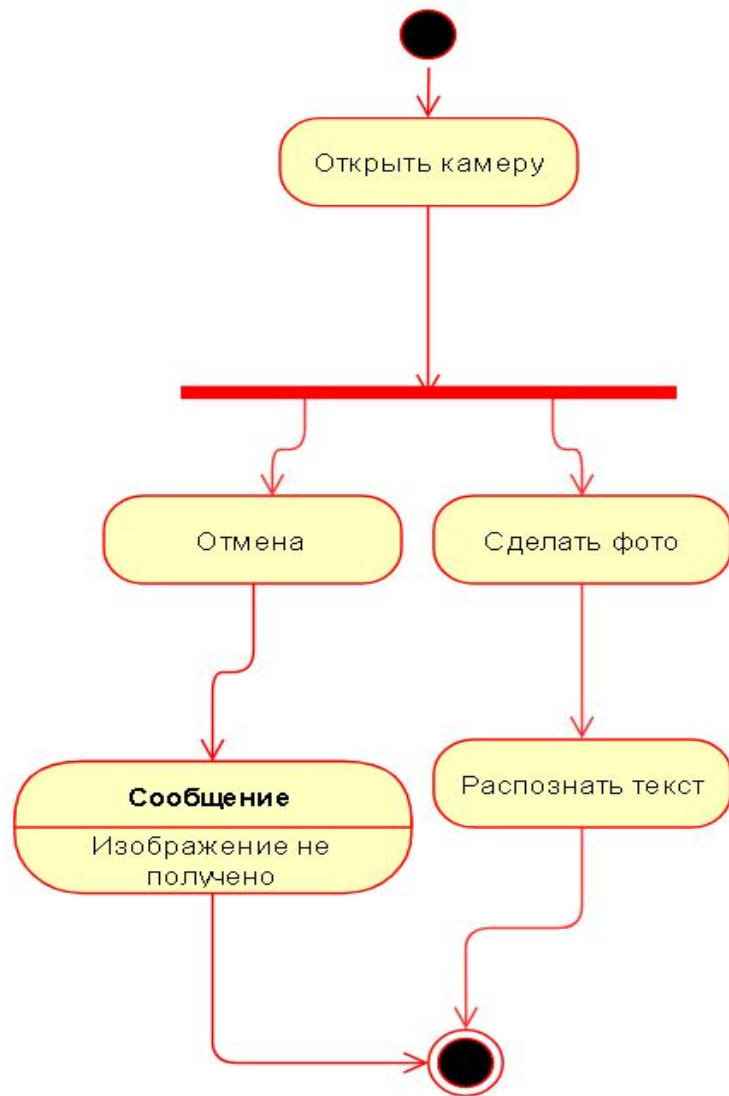 Открыть камеру
Отмена
Сделать фото
Сообщение
Изображение не
получено
Распознать текст